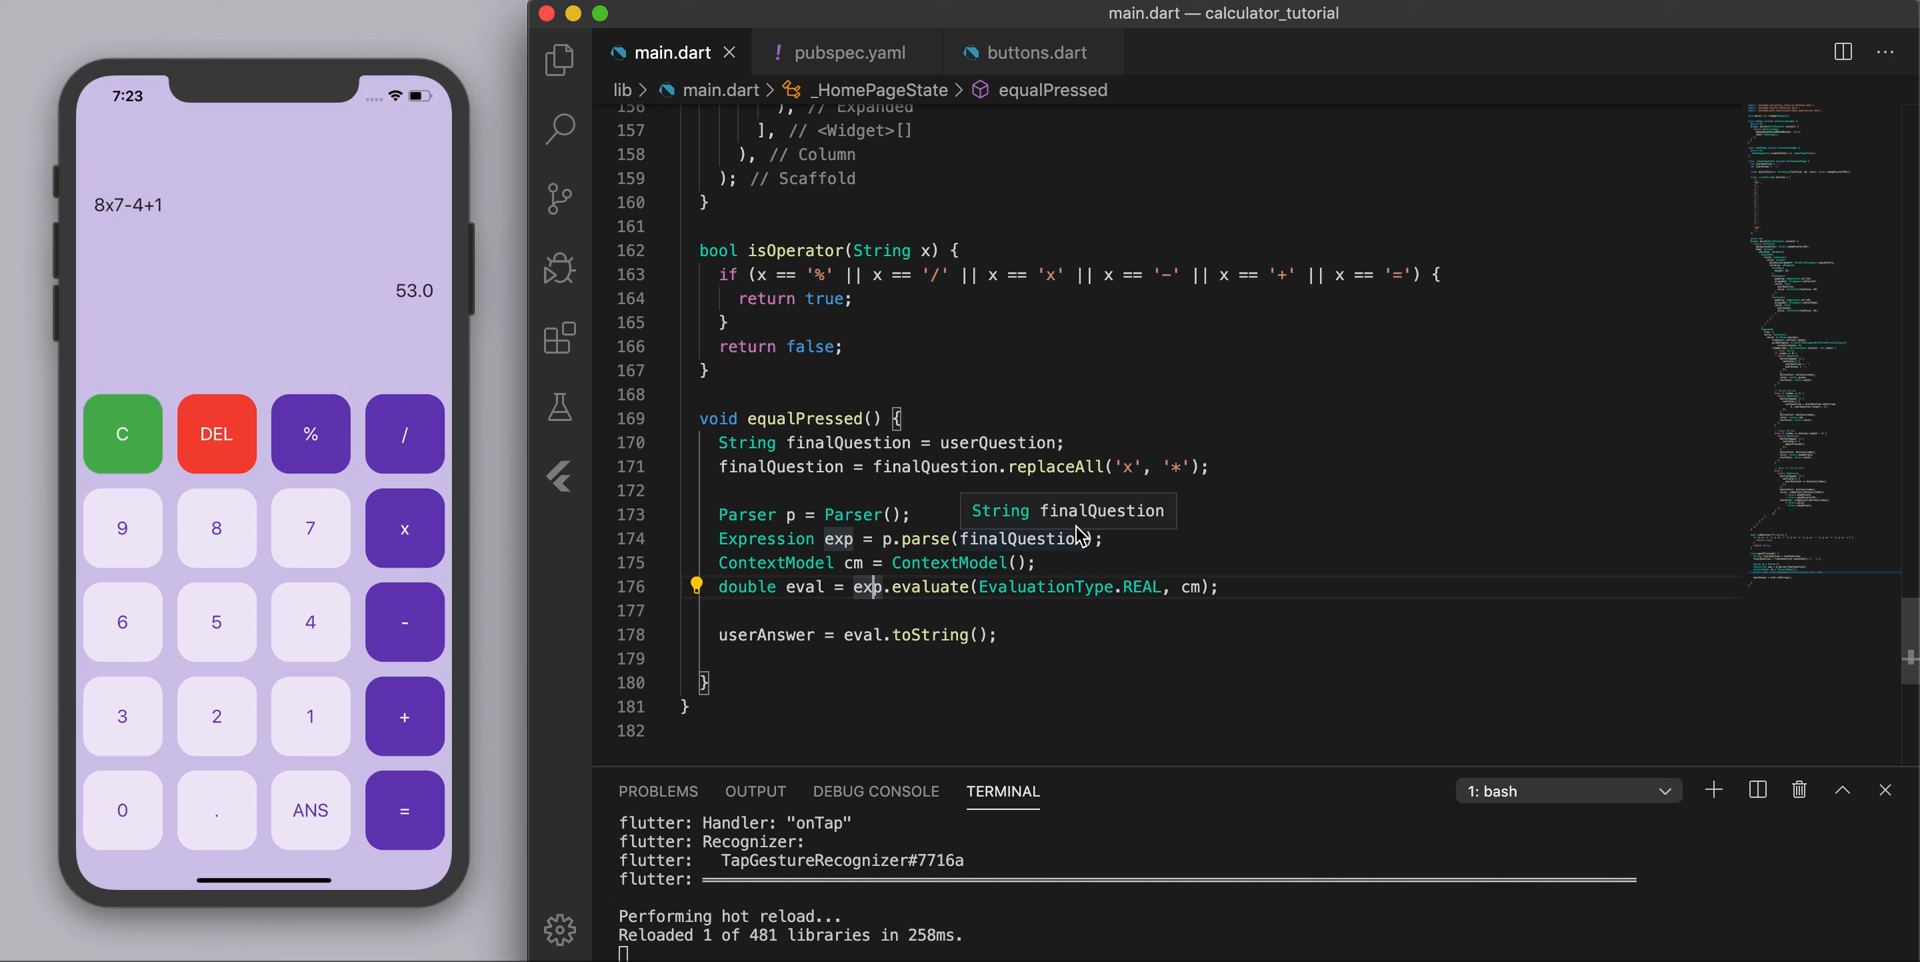 main.dart — calculator_tutorial
main.dart
pubspec.yaml
buttons.dart
lib > main.dart > _HomePageState > equalPressed
7:23
8x7-4+1
53.0
C DEL % /
9 8 7 x
6 5 4 -
3 2 1 +
0 . ANS =
156 ), // Expanded
157 ], // <Widget>[]
158 ), // Column
159 ); // Scaffold
160 }
161
162 bool isOperator(String x) {
163 if (x == '%' || x == '/' || x == 'x' || x == '-' || x == '+' || x == '=') {
164 return true;
165 }
166 return false;
167 }
168
169 void equalPressed() {
170 String finalQuestion = userQuestion;
171 finalQuestion = finalQuestion.replaceAll('x', '*');
172
173 Parser p = Parser();
String finalQuestion
174 Expression exp = p.parse(finalQuestion);
175 ContextModel cm = ContextModel();
176 double eval = exp.evaluate(EvaluationType.REAL, cm);
177
178 userAnswer = eval.toString();
179
180 }
181 }
182
PROBLEMS OUTPUT DEBUG CONSOLE TERMINAL
1: bash
flutter: Handler: "onTap"
flutter: Recognizer:
flutter: TapGestureRecognizer#7716a
flutter: ════════════════════════════════════════
Performing hot reload...
Reloaded 1 of 481 libraries in 258ms.